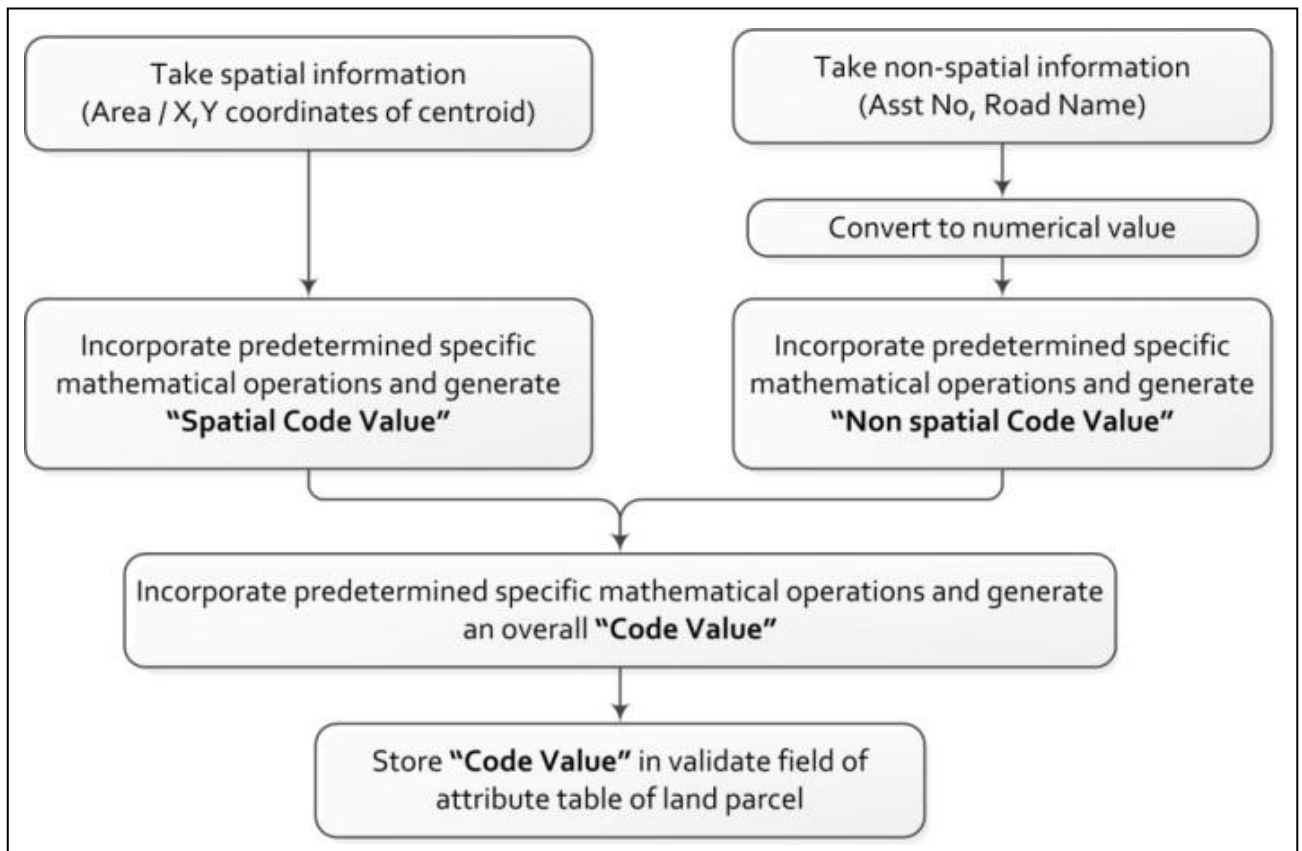 Take spatial information
(Area / X,Y coordinates of centroid)
Take non-spatial information
(Asst No, Road Name)
Convert to numerical value
Incorporate predetermined specific
mathematical operations and generate
“Spatial Code Value”
Incorporate predetermined specific
mathematical operations and generate
“Non spatial Code Value”
Incorporate predetermined specific mathematical operations and generate
an overall “Code Value”
Store “Code Value” in validate field of
attribute table of land parcel